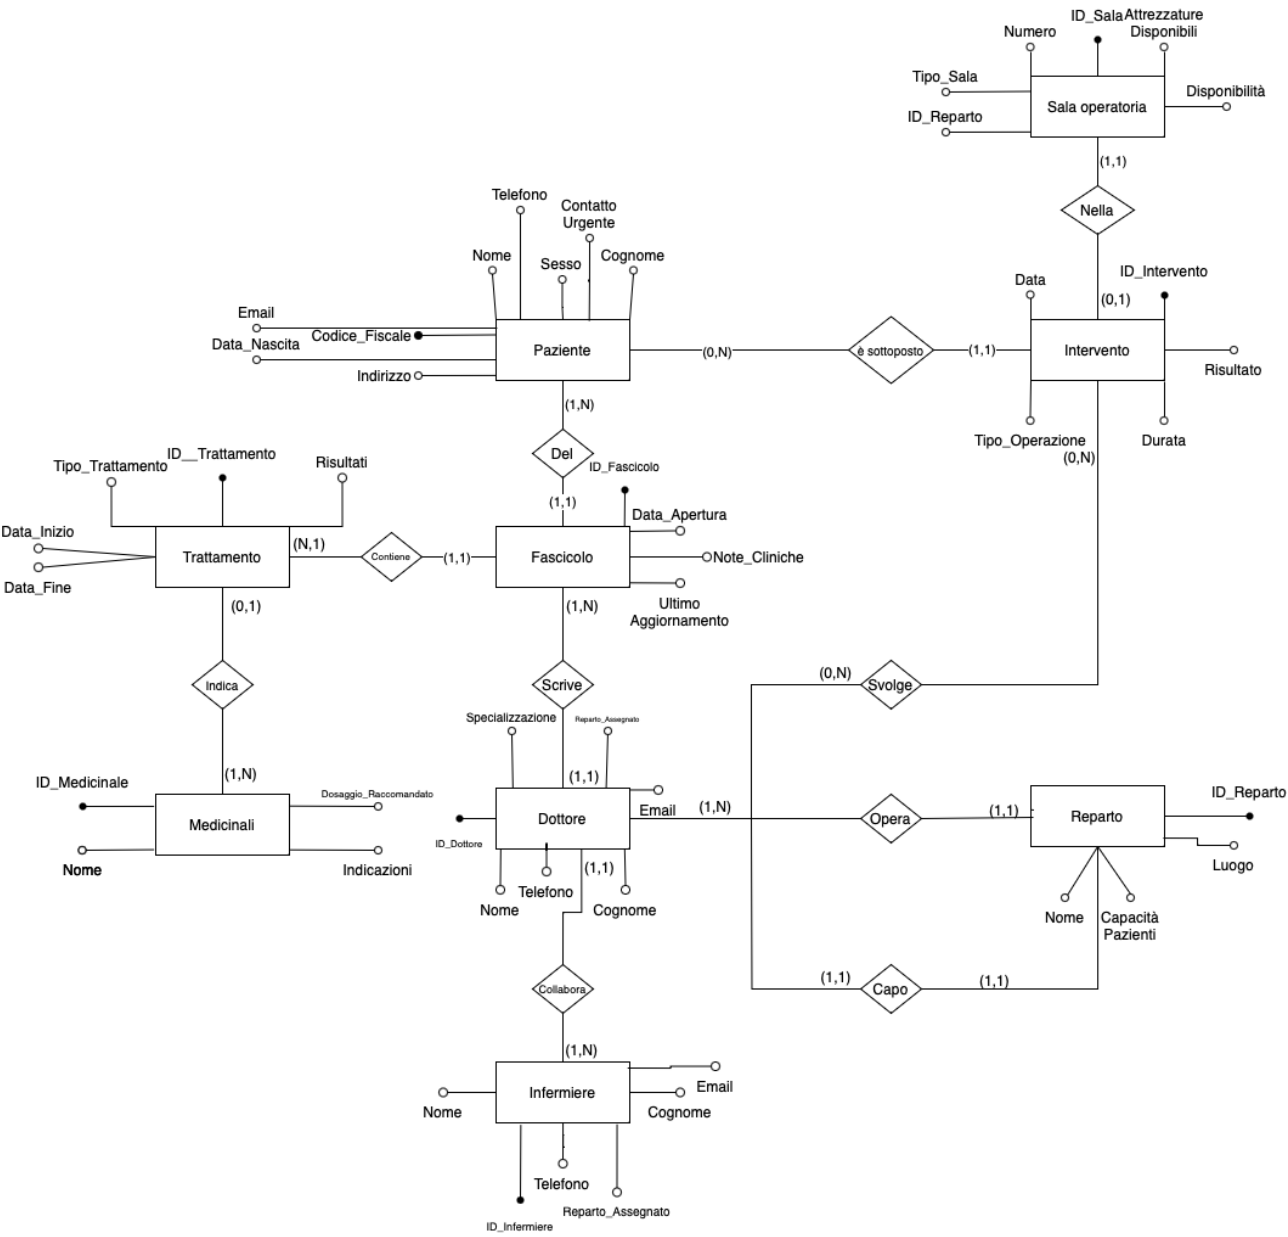 ID_Sala
Attrezzature
Disponibili
Numero
Tipo_Sala
Disponibilità
ID_Reparto
Sala operatoria
(1,1)
Nella
(0,1)
Telefono
Contatto
Urgente
Nome
Sesso
Cognome
Email
Codice_Fiscale
Data_Nascita
Indirizzo
Paziente
(0,N)
è sottoposto
(1,1)
Data
ID_Intervento
Intervento
Risultato
Tipo_Operazione
Durata
(0,N)
(1,N)
Del
(1,1)
ID_Fascicolo
Data_Apertura
Note_Cliniche
Ultimo
Aggiornamento
Fascicolo
ID__Trattamento
Tipo_Trattamento
Risultati
Data_Inizio
Data_Fine
Trattamento
(N,1)
Contiene
(1,1)
(0,1)
(1,N)
Indica
Scrive
(0,N)
Svolge
Specializzazione
Reparto_Assegnato
(1,N)
(1,1)
ID_Medicinale
Dosaggio_Raccomandato
Medicinali
Nome
Indicazioni
Dottore
Email
ID_Dottore
Nome
Telefono
Cognome
(1,1)
(1,N)
Opera
(1,1)
Reparto
ID_Reparto
Luogo
Nome
Capacità
Pazienti
(1,1)
Capo
(1,1)
Collabora
(1,N)
Infermiere
Email
Nome
Cognome
Telefono
Reparto_Assegnato
ID_Infermiere